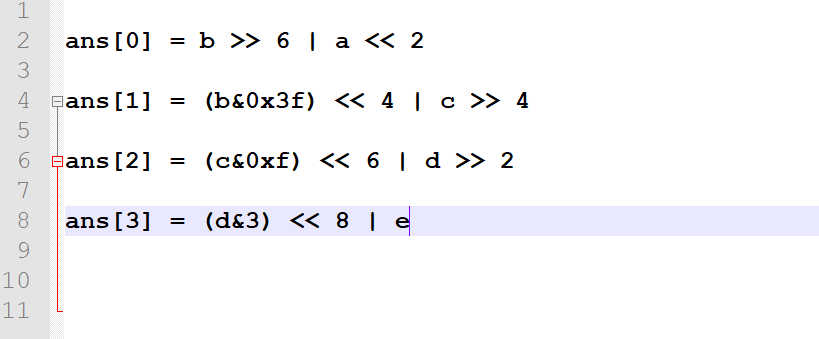 1
2 ans[0] = b >> 6 | a << 2
3
4 ans[1] = (b&0x3f) << 4 | c >> 4
5
6 ans[2] = (c&0xf) << 6 | d >> 2
7
8 ans[3] = (d&3) << 8 | e
9
10
11